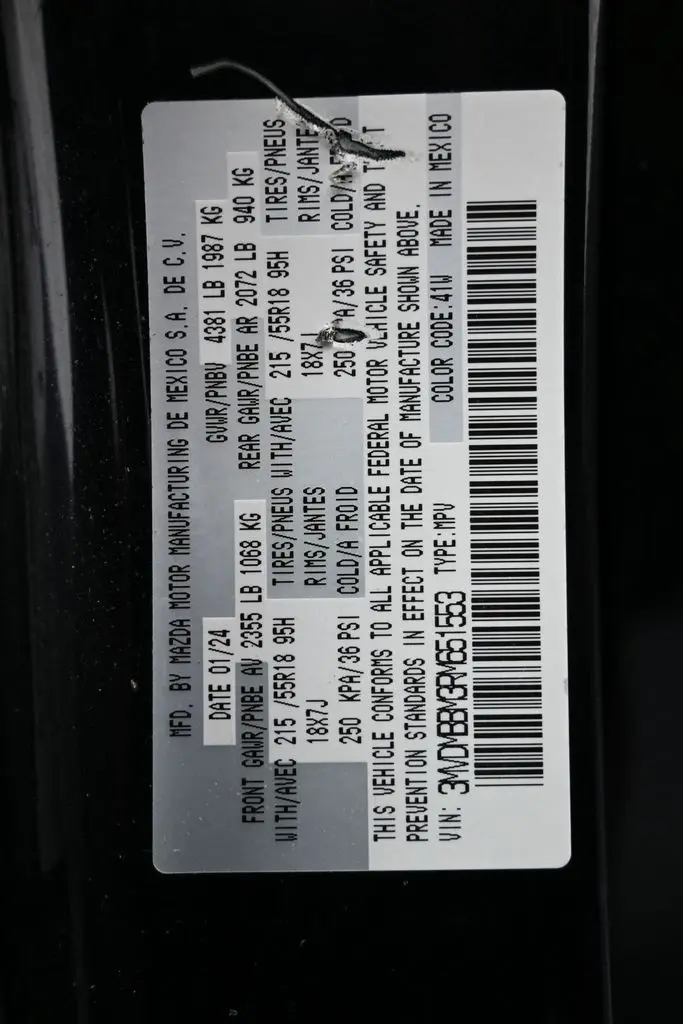 MFD. BY MAZDA MOTOR MANUFACTURING DE MEXICO S.A. DE C.V.
DATE 01/24 GVWR/PNBV 4381 LB 1987 KG
FRONT GAWR/PNBE AV 2355 LB 1068 KG REAR GAWR/PNBE AR 2072 LB 940 KG
WITH/AVEC 215 /55R18 95H TIRES/PNEUS WITH/AVEC 215 /55R18 95H TIRES/PNEUS
18X7J RIMS/JANTES 18X7J RIMS/JANTE
250 KPA/36 PSI COLD/A FROID 250 A/36 PSI COLD/A
THIS VEHICLE CONFORMS TO ALL APPLICABLE FEDERAL MOTOR VEHICLE SAFETY AND
PREVENTION STANDARDS IN EFFECT ON THE DATE OF MANUFACTURE SHOWN ABOVE.
VIN: 3MVDMBBM3RM651553 TYPE:MPV COLOR CODE:41W MADE IN MEXICO